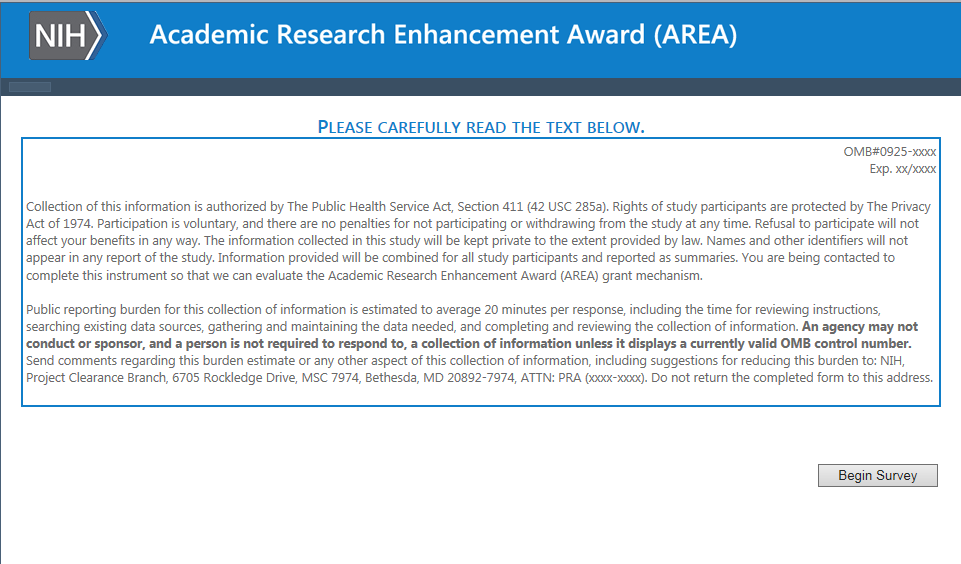 NIH
Academic Research Enhancement Award (AREA)
PLEASE CAREFULLY READ THE TEXT BELOW.
OMB#0925-xxxx
Exp. xx/xxxx
Collection of this information is authorized by The Public Health Service Act, Section 411 (42 USC 285a). Rights of study participants are protected by The Privacy
Act of 1974. Participation is voluntary, and there are no penalties for not participating or withdrawing from the study at any time. Refusal to participate will not
affect your benefits in any way. The information collected in this study will be kept private to the extent provided by law. Names and other identifiers will not
appear in any report of the study. Information provided will be combined for all study participants and reported as summaries. You are being contacted to
complete this instrument so that we can evaluate the Academic Research Enhancement Award (AREA) grant mechanism.
Public reporting burden for this collection of information is estimated to average 20 minutes per response, including the time for reviewing instructions,
searching existing data sources, gathering and maintaining the data needed, and completing and reviewing the collection of information. An agency may not
conduct or sponsor, and a person is not required to respond to, a collection of information unless it displays a currently valid OMB control number.
Send comments regarding this burden estimate or any other aspect of this collection of information, including suggestions for reducing this burden to: NIH,
Project Clearance Branch, 6705 Rockledge Drive, MSC 7974, Bethesda, MD 20892-7974, ATTN: PRA (xxxx-xxxx). Do not return the completed form to this address.
Begin Survey